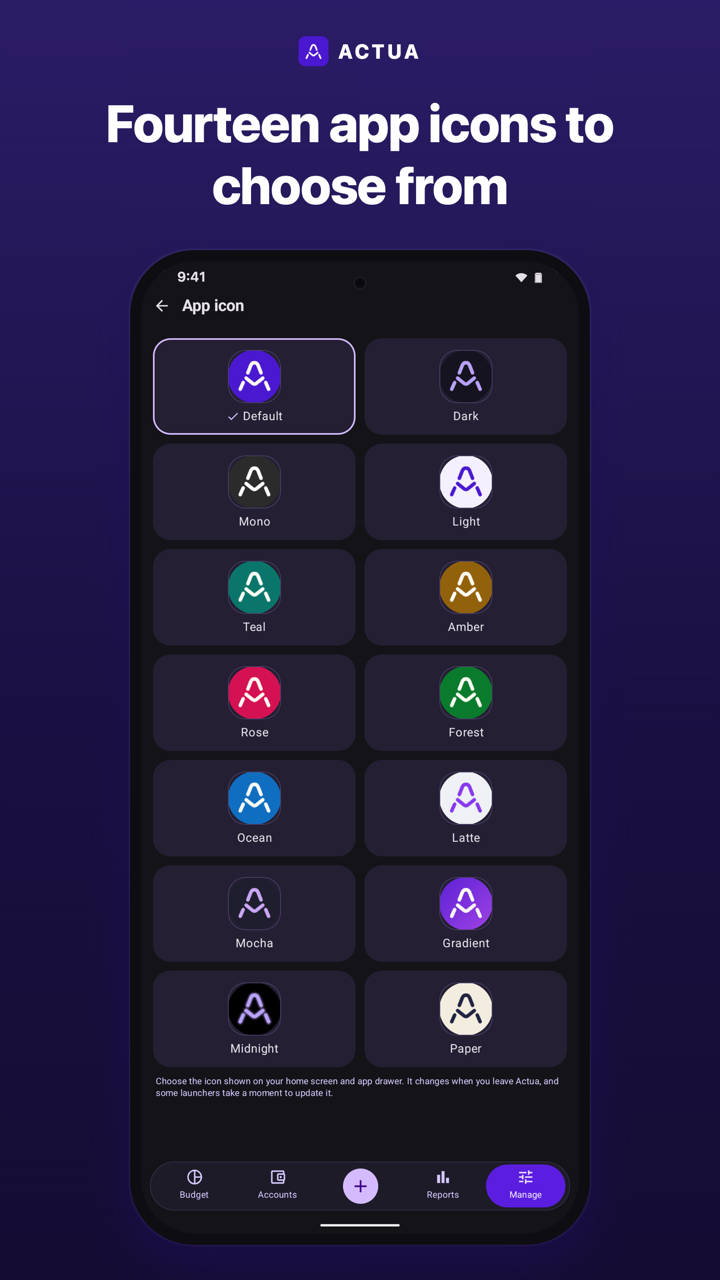 ACTUA
Fourteen app icons to
choose from
9:41
App icon
Default
Dark
Mono
Light
Teal
Amber
Rose
Forest
Ocean
Latte
Mocha
Gradient
Midnight
Paper
Choose the icon shown on your home screen and app drawer. It changes when you leave Actua, and
some launchers take a moment to update it.
Budget
Accounts
Reports
Manage